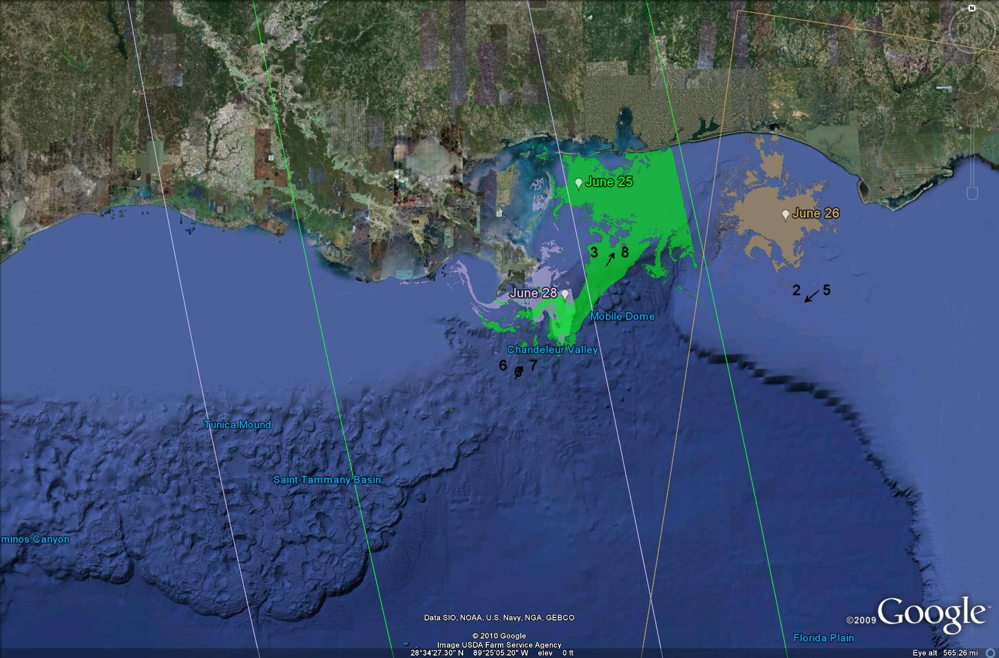 N
June 25
June 26
3 8
2 5
June 28
Mobile Dome
Chandeleur Valley
6 7
6
Tunica Mound
Saint Tammany Basin
minos Canyon
Data SIO, NOAA, U.S. Navy, NGA, GEBCO
©2009 Google™
© 2010 Google
Image USDA Farm Service Agency
Florida Plain
28°34'27.30" N 89°25'05.20" W elev 0 ft
Eye alt 565.26 mi